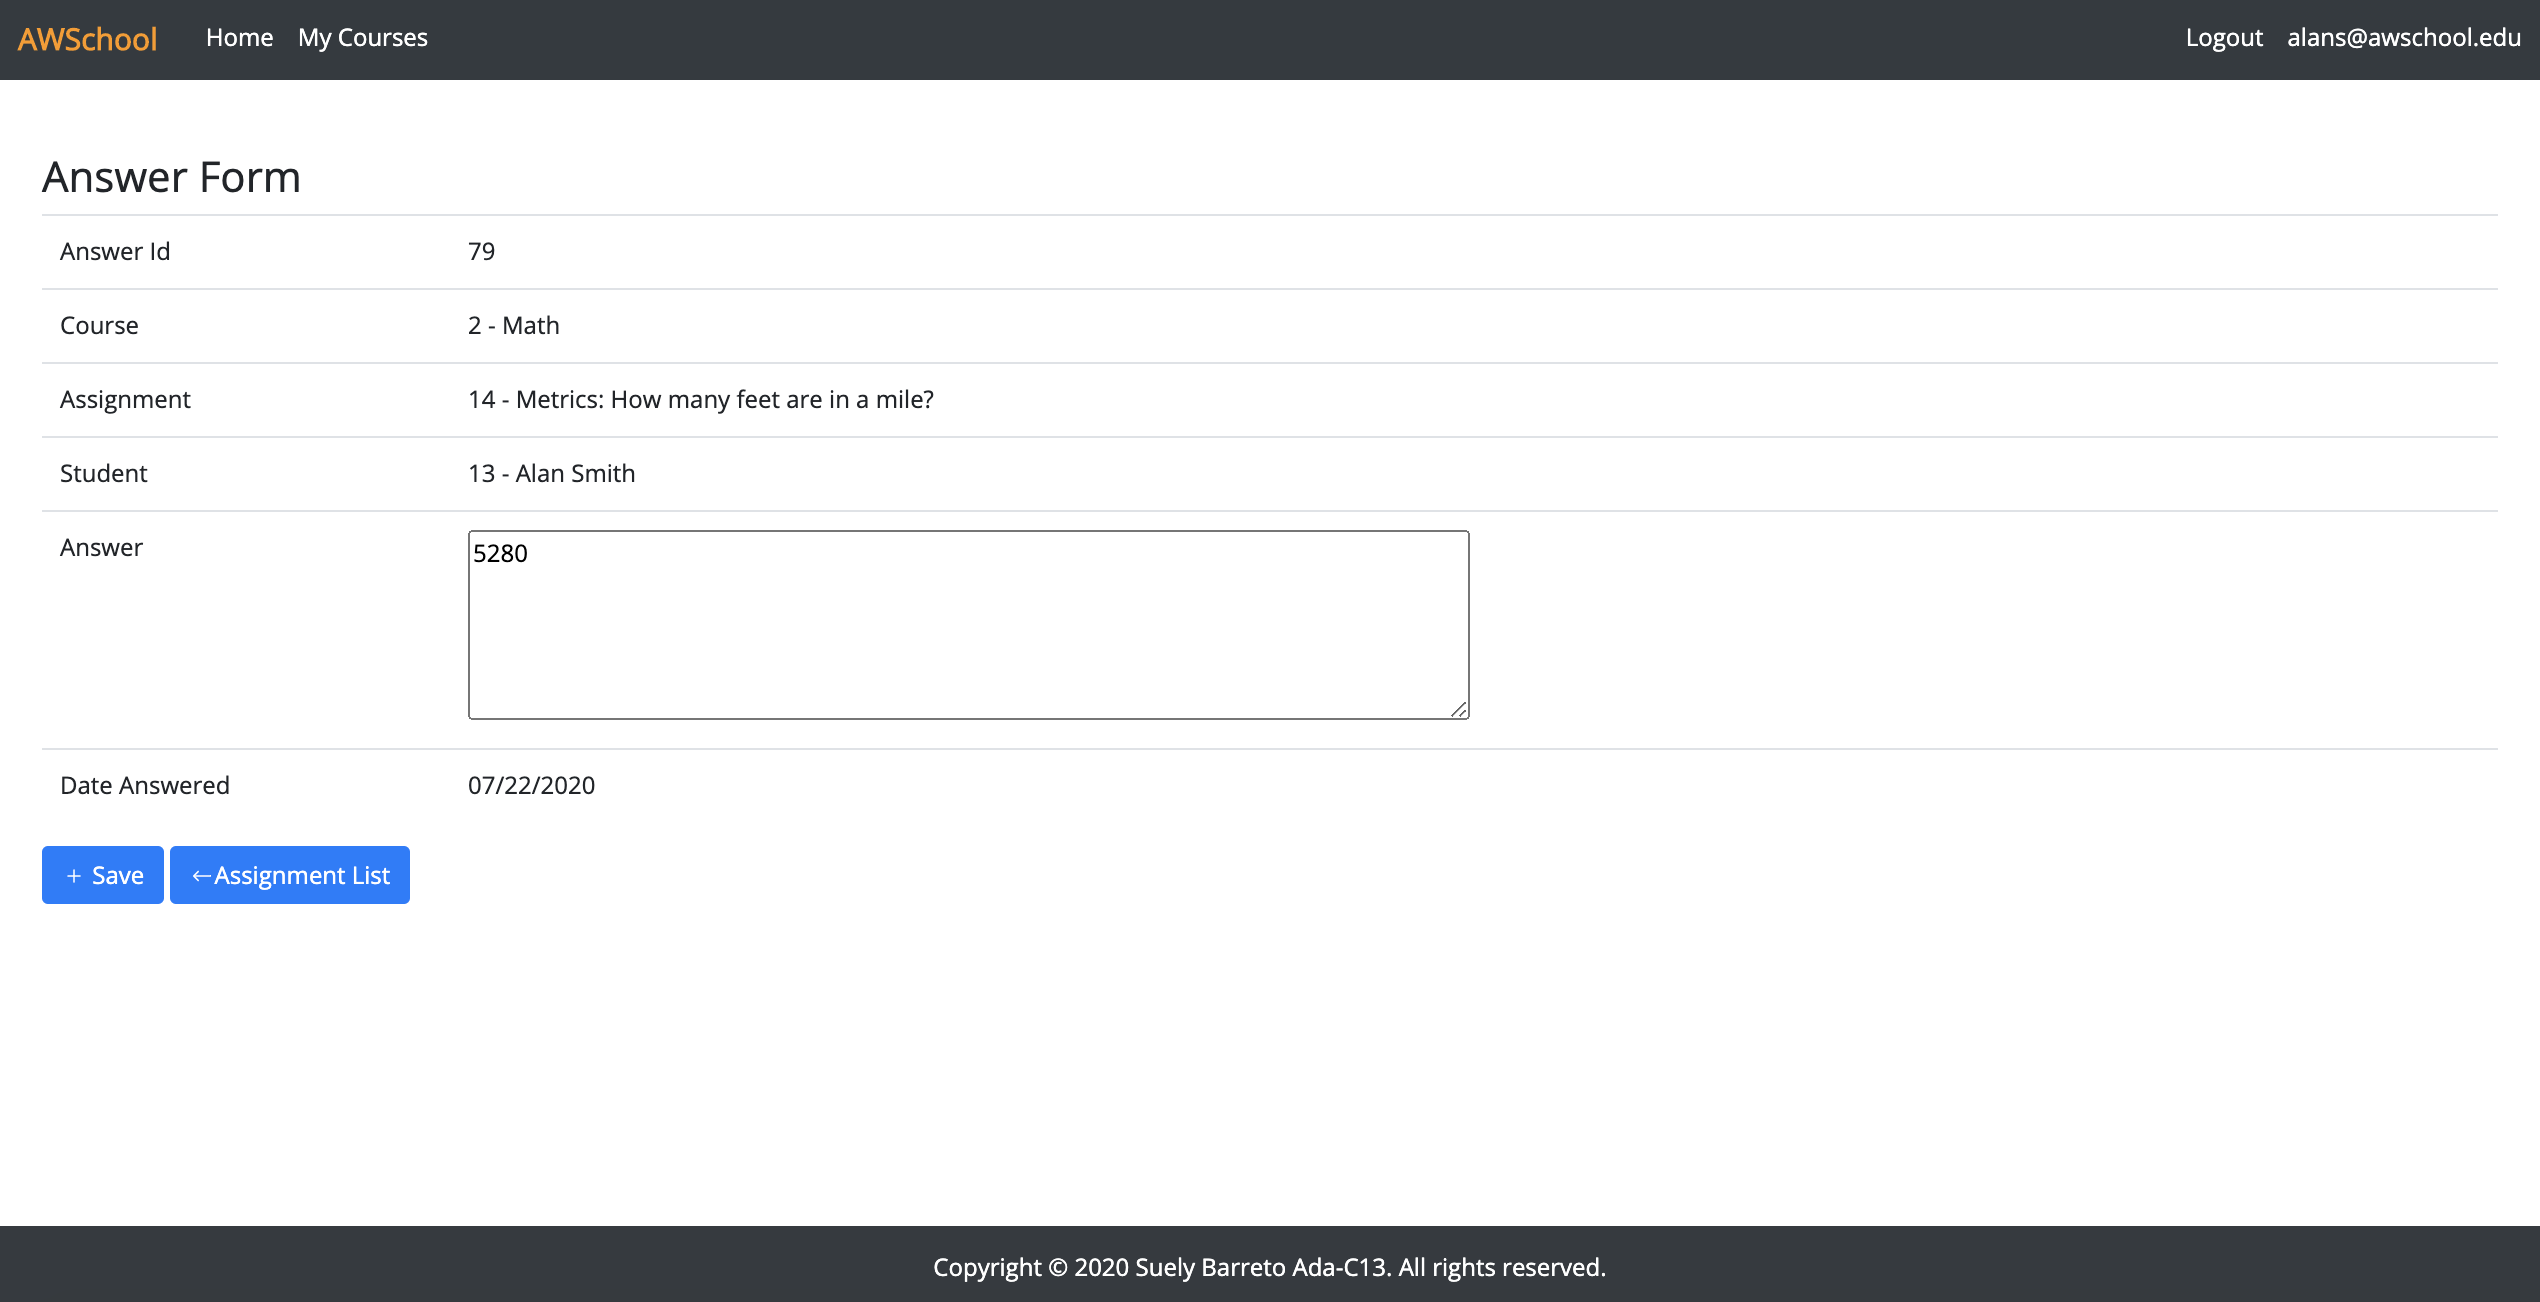 AWSchool Home My Courses Logout alans@awschool.edu
Answer Form
Answer Id 79
Course 2 - Math
Assignment 14 - Metrics: How many feet are in a mile?
Student 13 - Alan Smith
Answer 5280
Date Answered 07/22/2020
+ Save ←Assignment List
Copyright © 2020 Suely Barreto Ada-C13. All rights reserved.